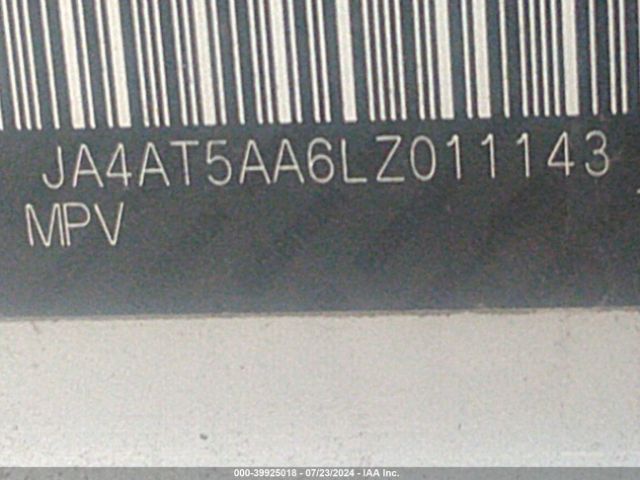 JA4AT5AA6LZ011143
MPV
000-39925018 - 07/23/2024 - IAA Inc.